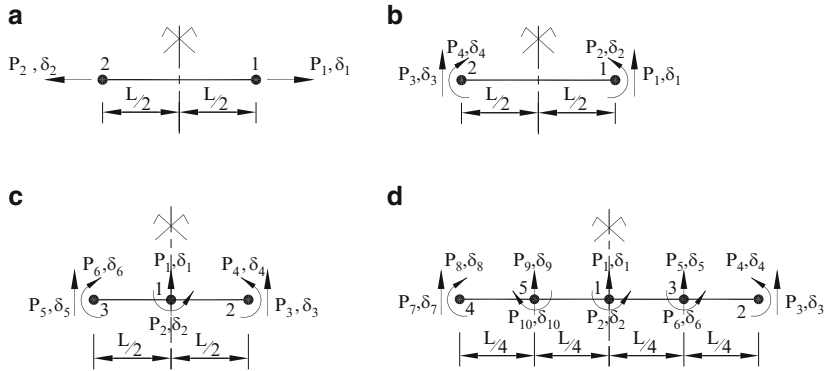 a
2 1
P₂ ,δ₂ P₁,δ₁
L/2 L/2
b
P₄,δ₄ P₂,δ₂
2 1
P₃,δ₃ P₁,δ₁
L/2 L/2
c
P₆,δ₆ P₁,δ₁ P₄,δ₄
1
P₅,δ₅ 3 2 P₃,δ₃
P₂,δ₂
L/2 L/2
d
P₈,δ₈ P₉,δ₉ P₁,δ₁ P₅,δ₅ P₄,δ₄
5 1 3
P₇,δ₇ 4 2 P₃,δ₃
P₁₀,δ₁₀ P₂,δ₂ P₆,δ₆
L/4 L/4 L/4 L/4